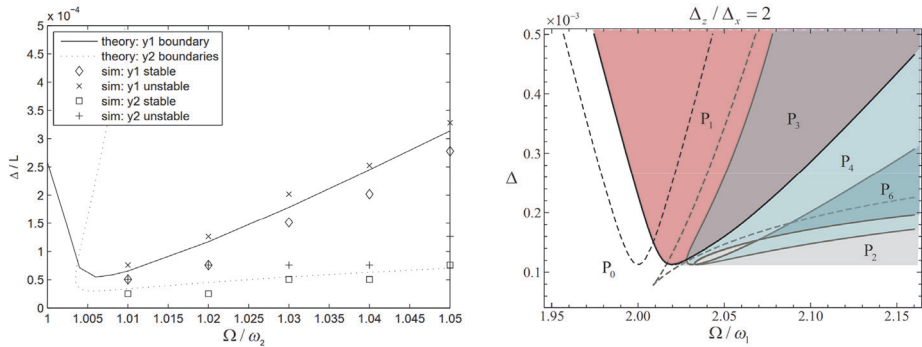 × 10⁻⁴
5
4.5
4
3.5
3
2.5
2
1.5
1
0.5
0
Δ / L
theory: y1 boundary
theory: y2 boundaries
sim: y1 stable
sim: y1 unstable
sim: y2 stable
sim: y2 unstable
1 1.005 1.01 1.015 1.02 1.025 1.03 1.035 1.04 1.045 1.05
Ω / ω₂
Δz / Δx = 2
×10⁻³
0.5
0.4
0.3
0.2
0.1
Δ
P₁
P₃
P₄
P₆
P₀
P₂
1.95 2.00 2.05 2.10 2.15
Ω / ω₁